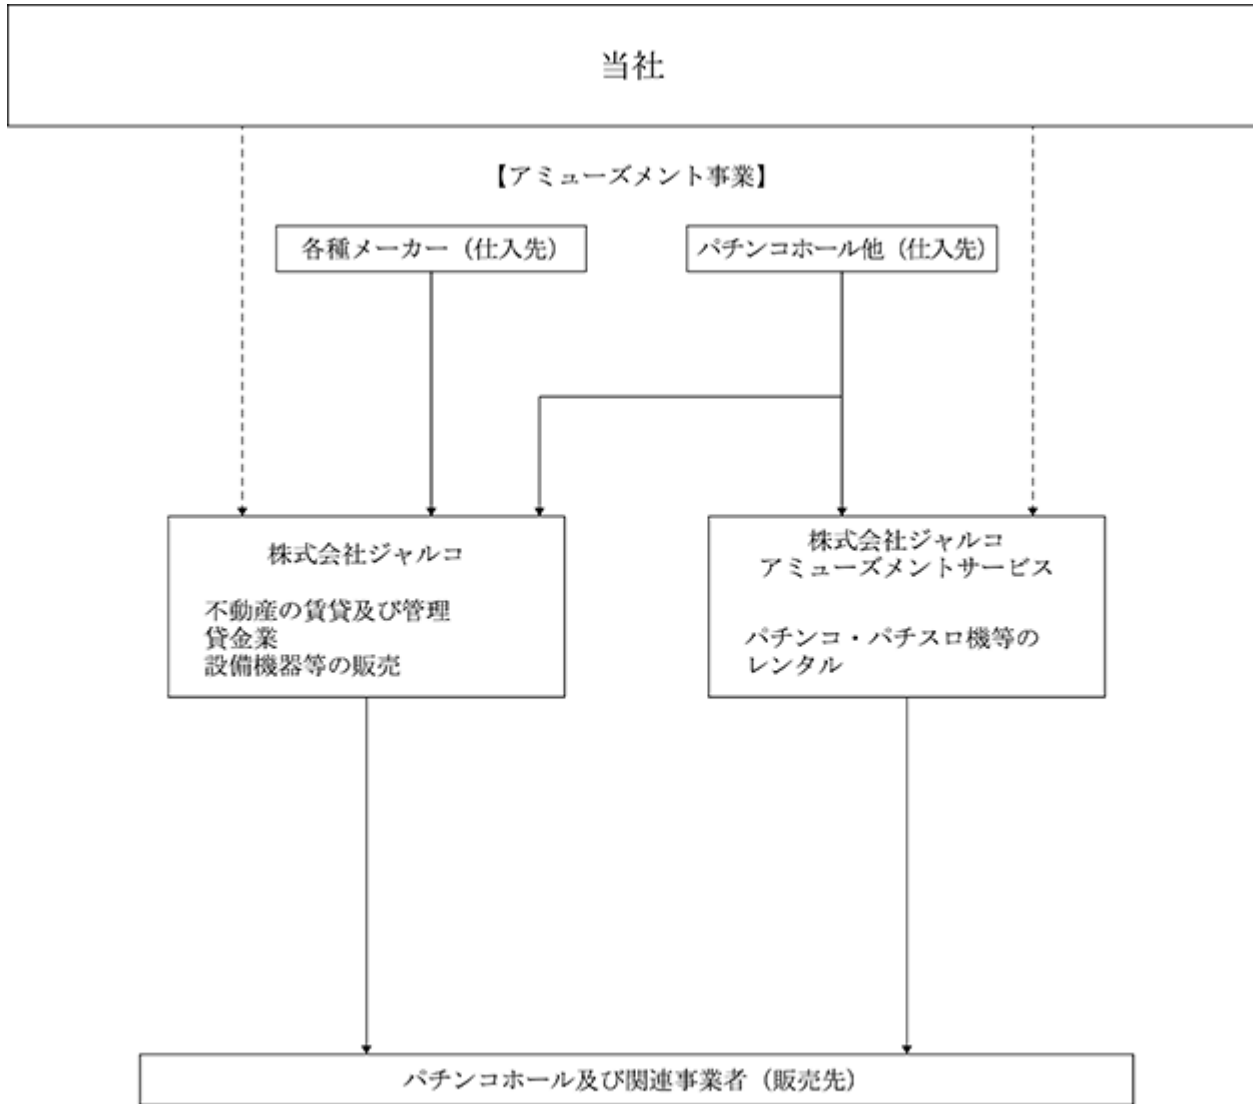 当社
【アミューズメント事業】
各種メーカー（仕入先）
パチンコホール他（仕入先）
株式会社ジャルコ
不動産の賃貸及び管理
貸金業
設備機器等の販売
株式会社ジャルコ
アミューズメントサービス
パチンコ・パチスロ機等の
レンタル
パチンコホール及び関連事業者（販売先）